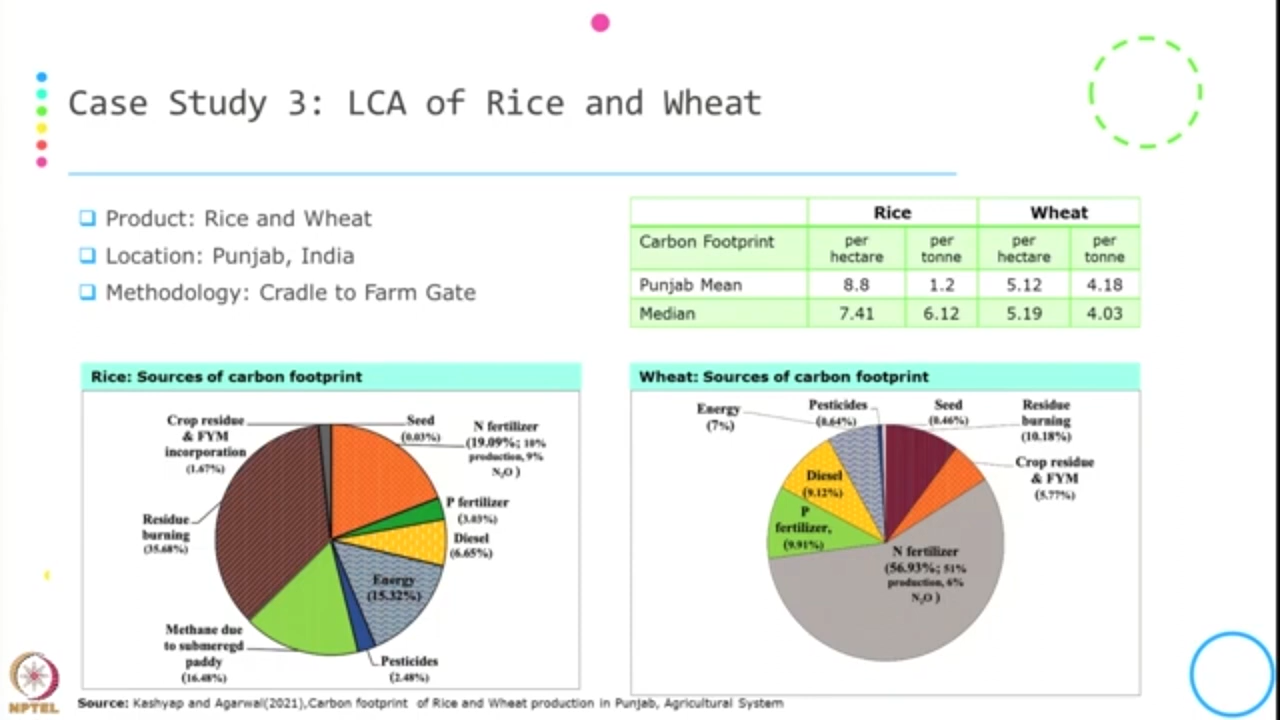 Case Study 3: LCA of Rice and Wheat
Product: Rice and Wheat
Location: Punjab, India
Methodology: Cradle to Farm Gate
Rice Wheat
Carbon Footprint per hectare per tonne per hectare per tonne
Punjab Mean 8.8 1.2 5.12 4.18
Median 7.41 6.12 5.19 4.03
Rice: Sources of carbon footprint
Crop residue
& FYM
incorporation
(1.67%)
Seed
(0.03%)
N fertilizer
(19.09%; 10%
production, 9%
N₂O )
P fertilizer
(3.03%)
Diesel
(6.65%)
Energy
(15.32%)
Pesticides
(2.48%)
Methane due
to submeregd
paddy
(16.48%)
Residue
burning
(35.68%)
Wheat: Sources of carbon footprint
Energy
(7%)
Pesticides
(0.64%)
Seed
(0.46%)
Residue
burning
(10.18%)
Crop residue
& FYM
(5.77%)
Diesel
(9.12%)
P
fertilizer,
(9.91%)
N fertilizer
(56.93%; 51%
production, 6%
N₂O )
NPTEL
Source: Kashyap and Agarwal(2021),Carbon footprint of Rice and Wheat production in Punjab, Agricultural System